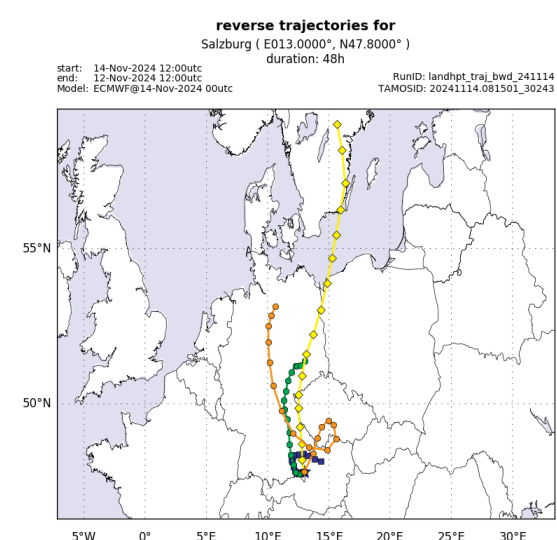 reverse trajectories for
Salzburg ( E013.0000°, N47.8000° )
duration: 48h
start: 14-Nov-2024 12:00utc
end: 12-Nov-2024 12:00utc
Model: ECMWF@14-Nov-2024 00utc
RunID: landhpt_traj_bwd_241114
TAMOSID: 20241114.081501_30243
55°N
50°N
5°W 0° 5°E 10°E 15°E 20°E 25°E 30°E